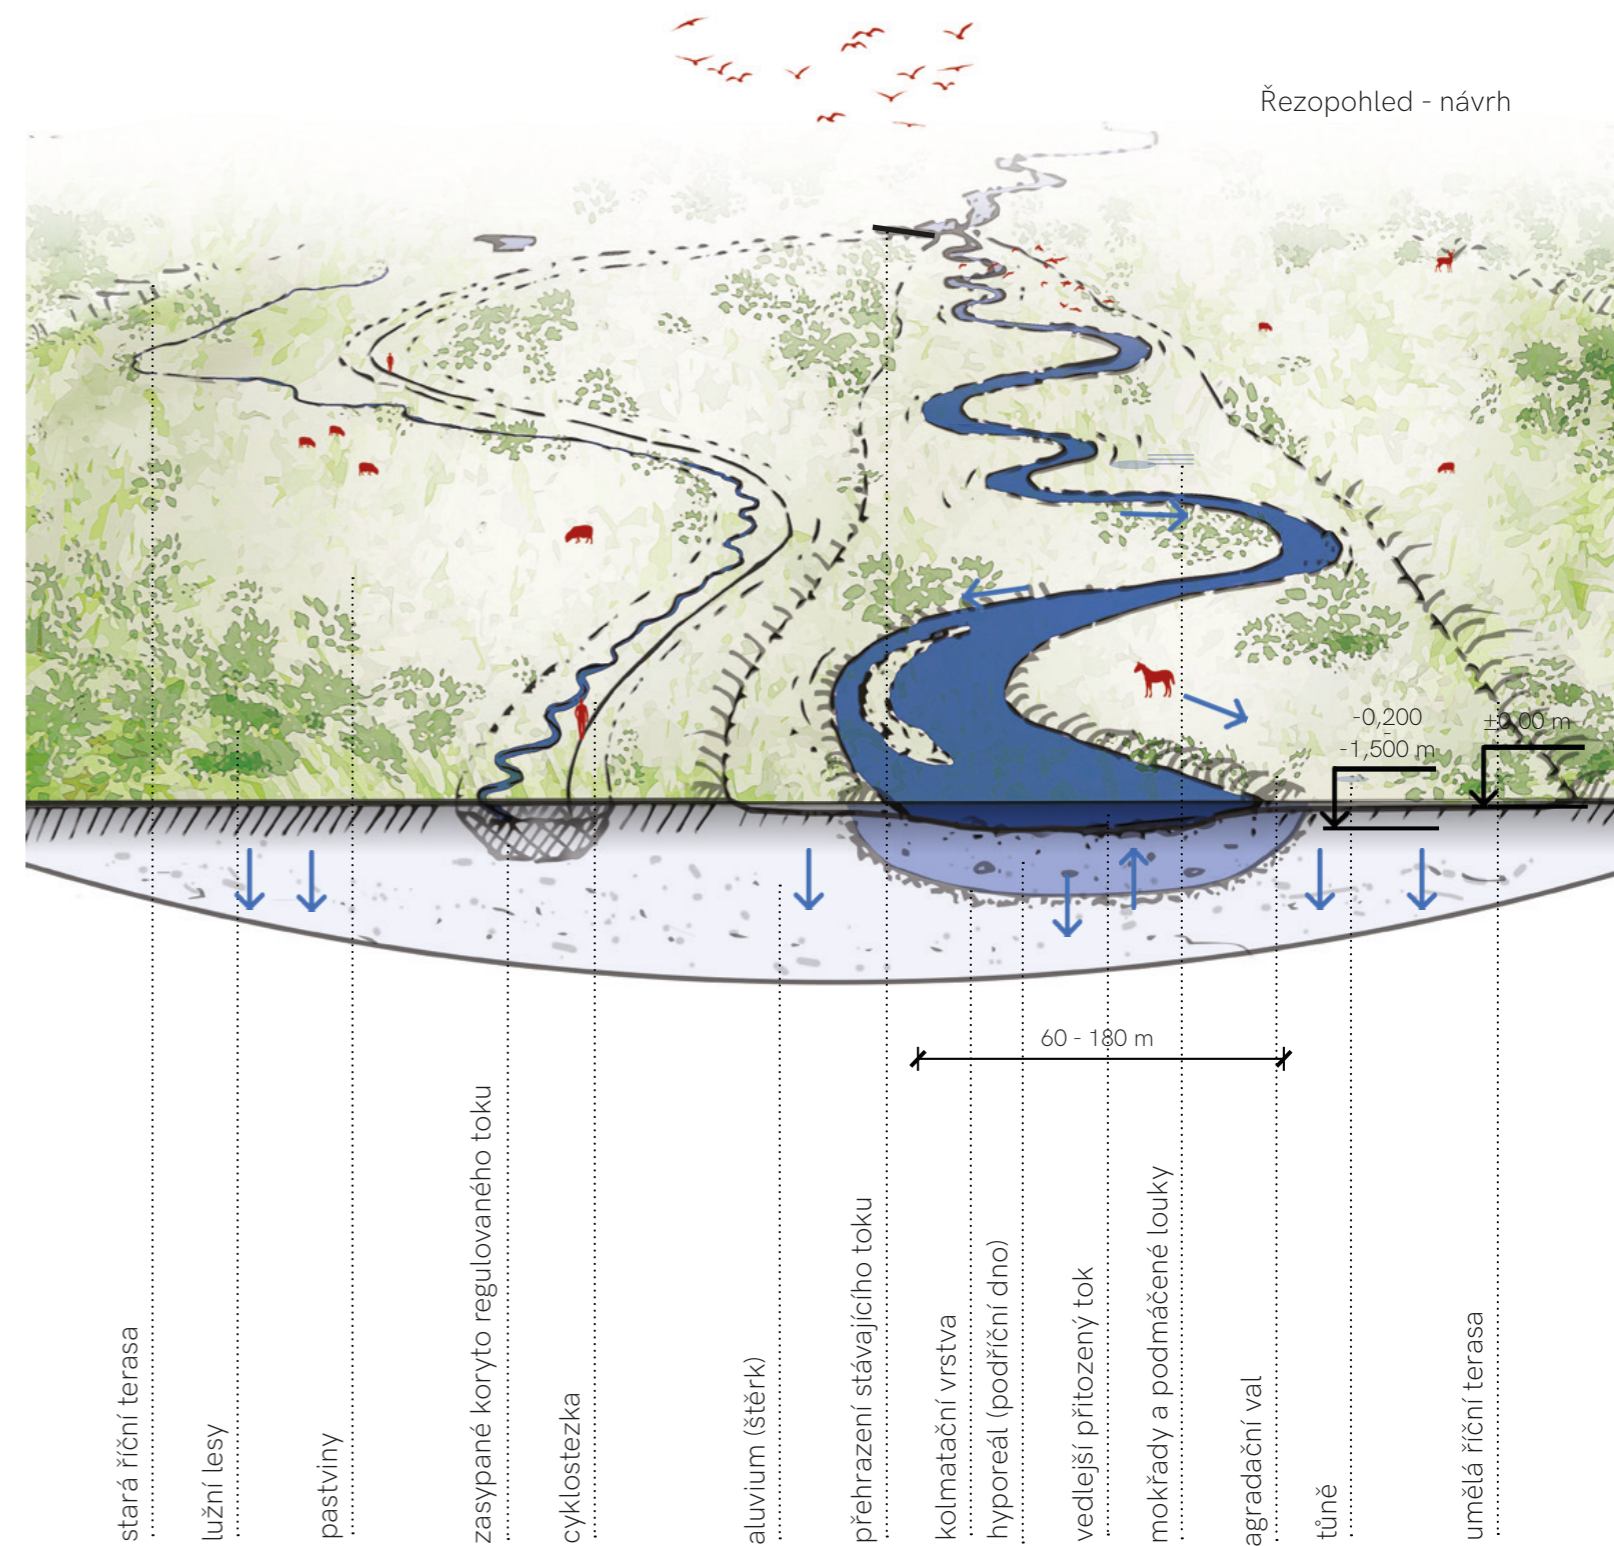 Řezopohled - návrh
-0,200
-
-1,500 m
±0,00 m
60 - 180 m
stará říční terasa
lužní lesy
pastviny
zasypané koryto regulovaného toku
cyklostezka
aluvium (štěrk)
přehrazení stávajícího toku
kolmatační vrstva
hyporeál (podříční dno)
vedlejší přitozený tok
mokřady a podmáčené louky
agradační val
tůně
umělá říční terasa